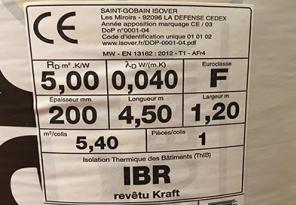 SAINT-GOBAIN ISOVER
Les Miroirs - 92096 LA DEFENSE CEDEX
Année apposition marquage CE / 03
DoP n° 0001-04
Code d'identification unique 01 01 02
www.isover.fr/DOP-0001-04.pdf
MW - EN 13162 : 2012 - T1 - AFr4
RD m².K/W λD W/(m.K) Euroclasse
5,00 0,040 F
Epaisseur mm Longueur m Largeur m
200 4,50 1,20
m²/colis Pièces/colis
5,40 1
Isolation Thermique des Bâtiments (ThIB)
IBR
revêtu Kraft